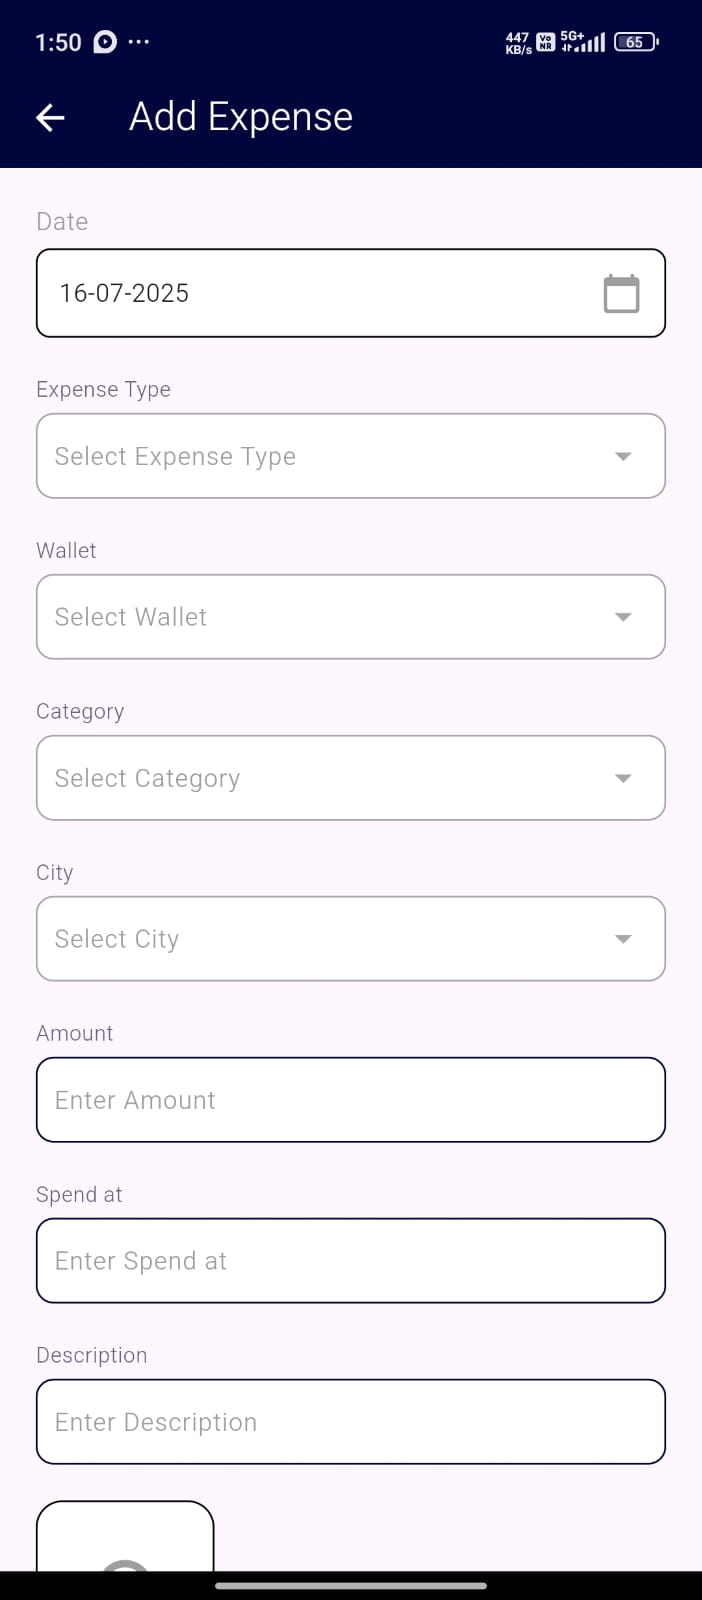 1:50 ...
447 KB/s Vo NR 5G+ 65
Add Expense
Date
16-07-2025
Expense Type
Select Expense Type
Wallet
Select Wallet
Category
Select Category
City
Select City
Amount
Enter Amount
Spend at
Enter Spend at
Description
Enter Description